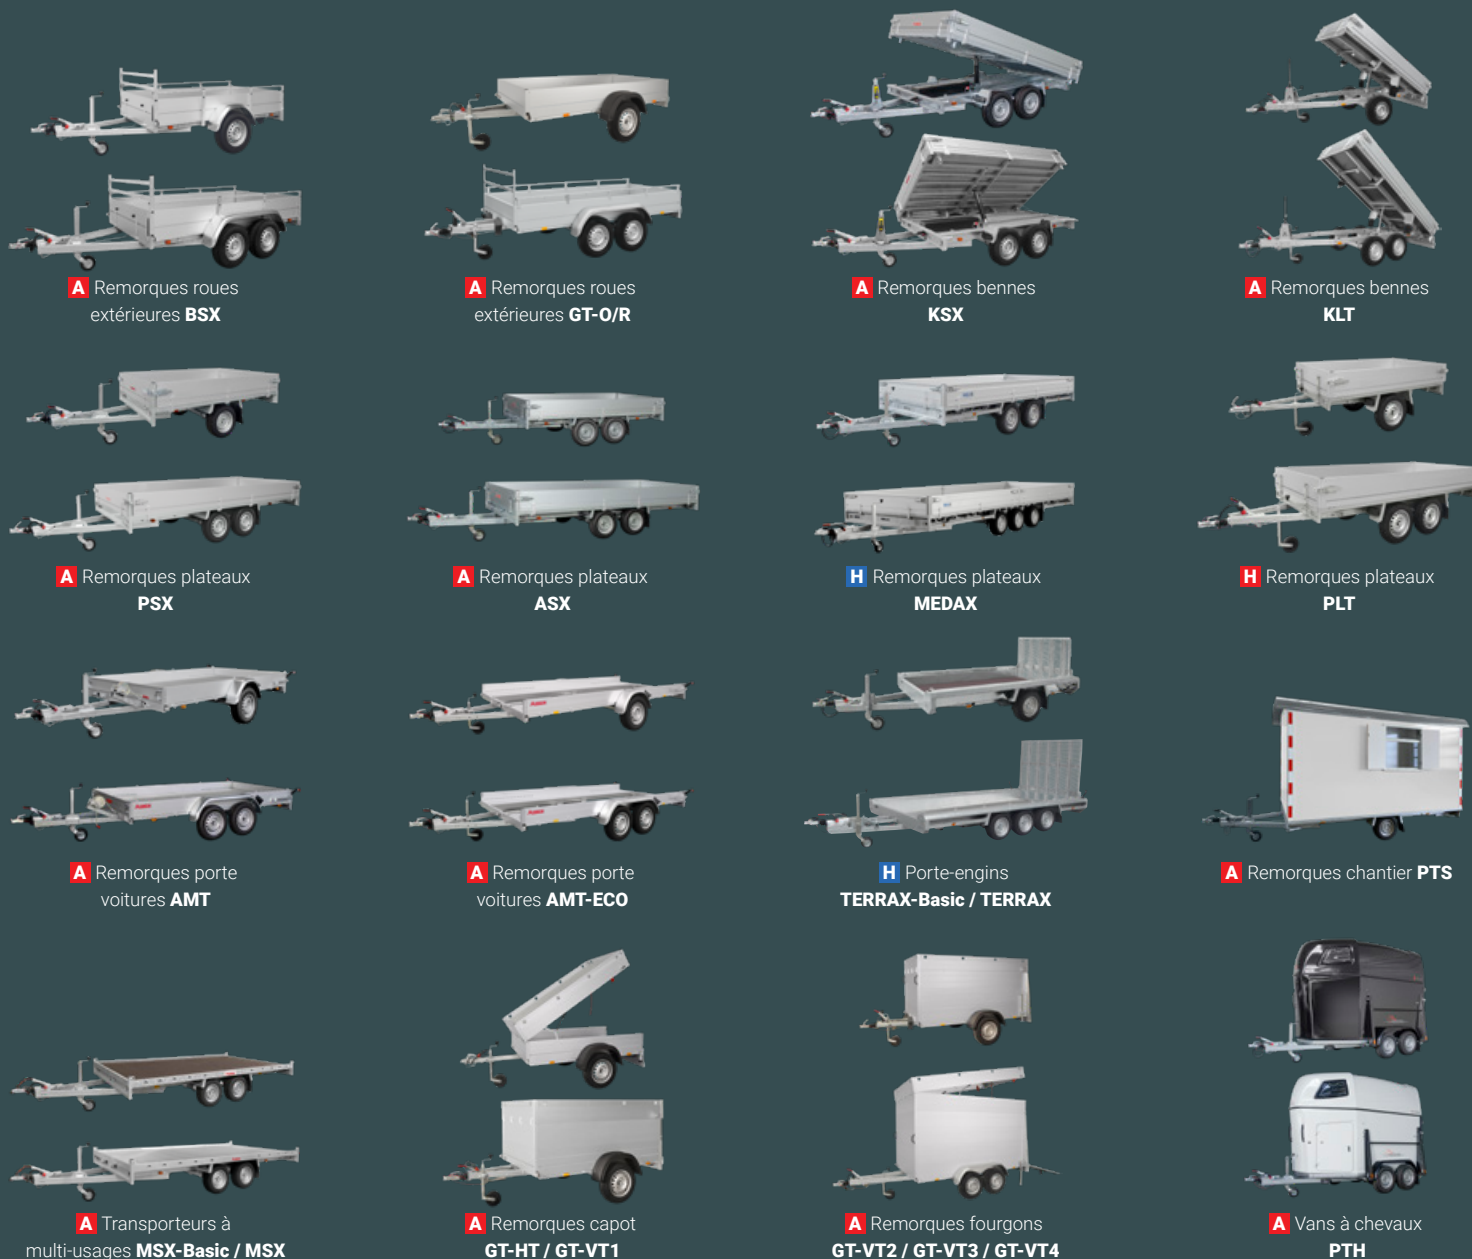 A Remorques roues
extérieures BSX
A Remorques roues
extérieures GT-O/R
A Remorques bennes
KSX
A Remorques bennes
KLT
A Remorques plateaux
PSX
A Remorques plateaux
ASX
H Remorques plateaux
MEDAX
H Remorques plateaux
PLT
A Remorques porte
voitures AMT
A Remorques porte
voitures AMT-ECO
H Porte-engins
TERRAX-Basic / TERRAX
A Remorques chantier PTS
A Transporteurs à
multi-usages MSX-Basic / MSX
A Remorques capot
GT-HT / GT-VT1
A Remorques fourgons
GT-VT2 / GT-VT3 / GT-VT4
A Vans à chevaux
PTH